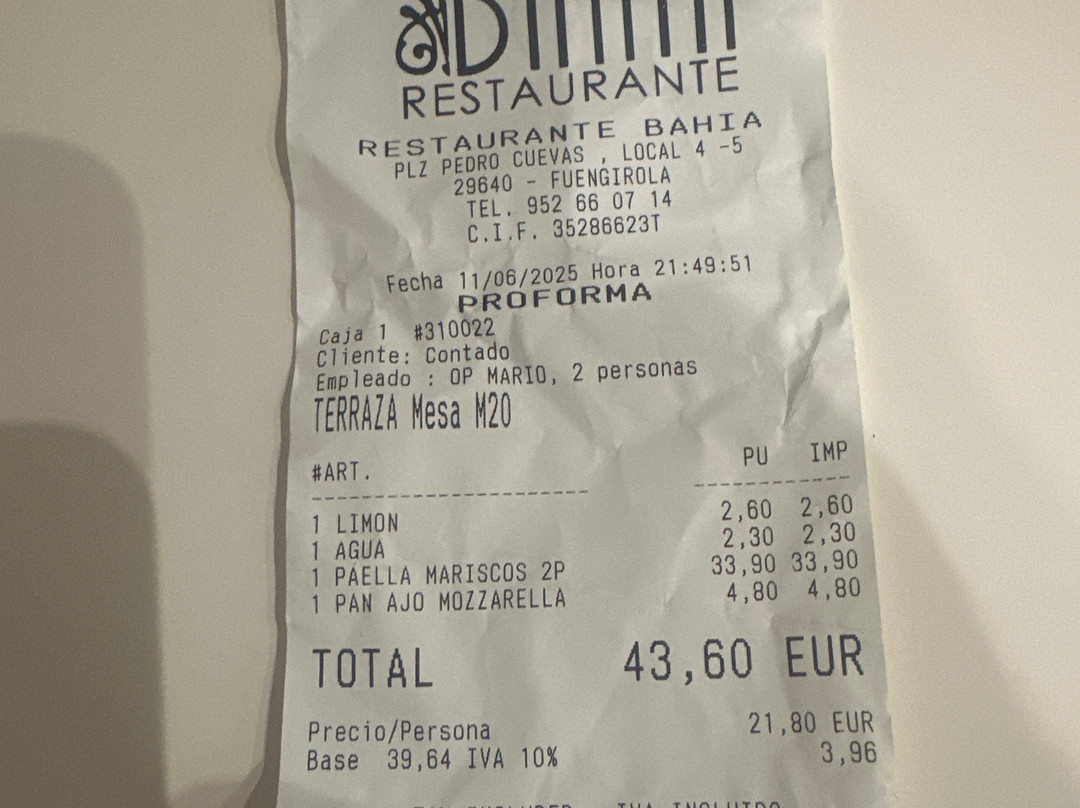 RESTAURANTE
RESTAURANTE BAHIA
PLZ PEDRO CUEVAS , LOCAL 4 -5
29640 - FUENGIROLA
TEL. 952 66 07 14
C.I.F. 35286623T
Fecha 11/06/2025 Hora 21:49:51
PROFORMA
Caja 1 #310022
Cliente: Contado
Empleado : OP MARIO, 2 personas
TERRAZA Mesa M20
#ART. PU IMP
1 LIMON 2,60 2,60
1 AGUA 2,30 2,30
1 PAELLA MARISCOS 2P 33,90 33,90
1 PAN AJO MOZZARELLA 4,80 4,80
TOTAL 43,60 EUR
Precio/Persona 21,80 EUR
Base 39,64 IVA 10% 3,96